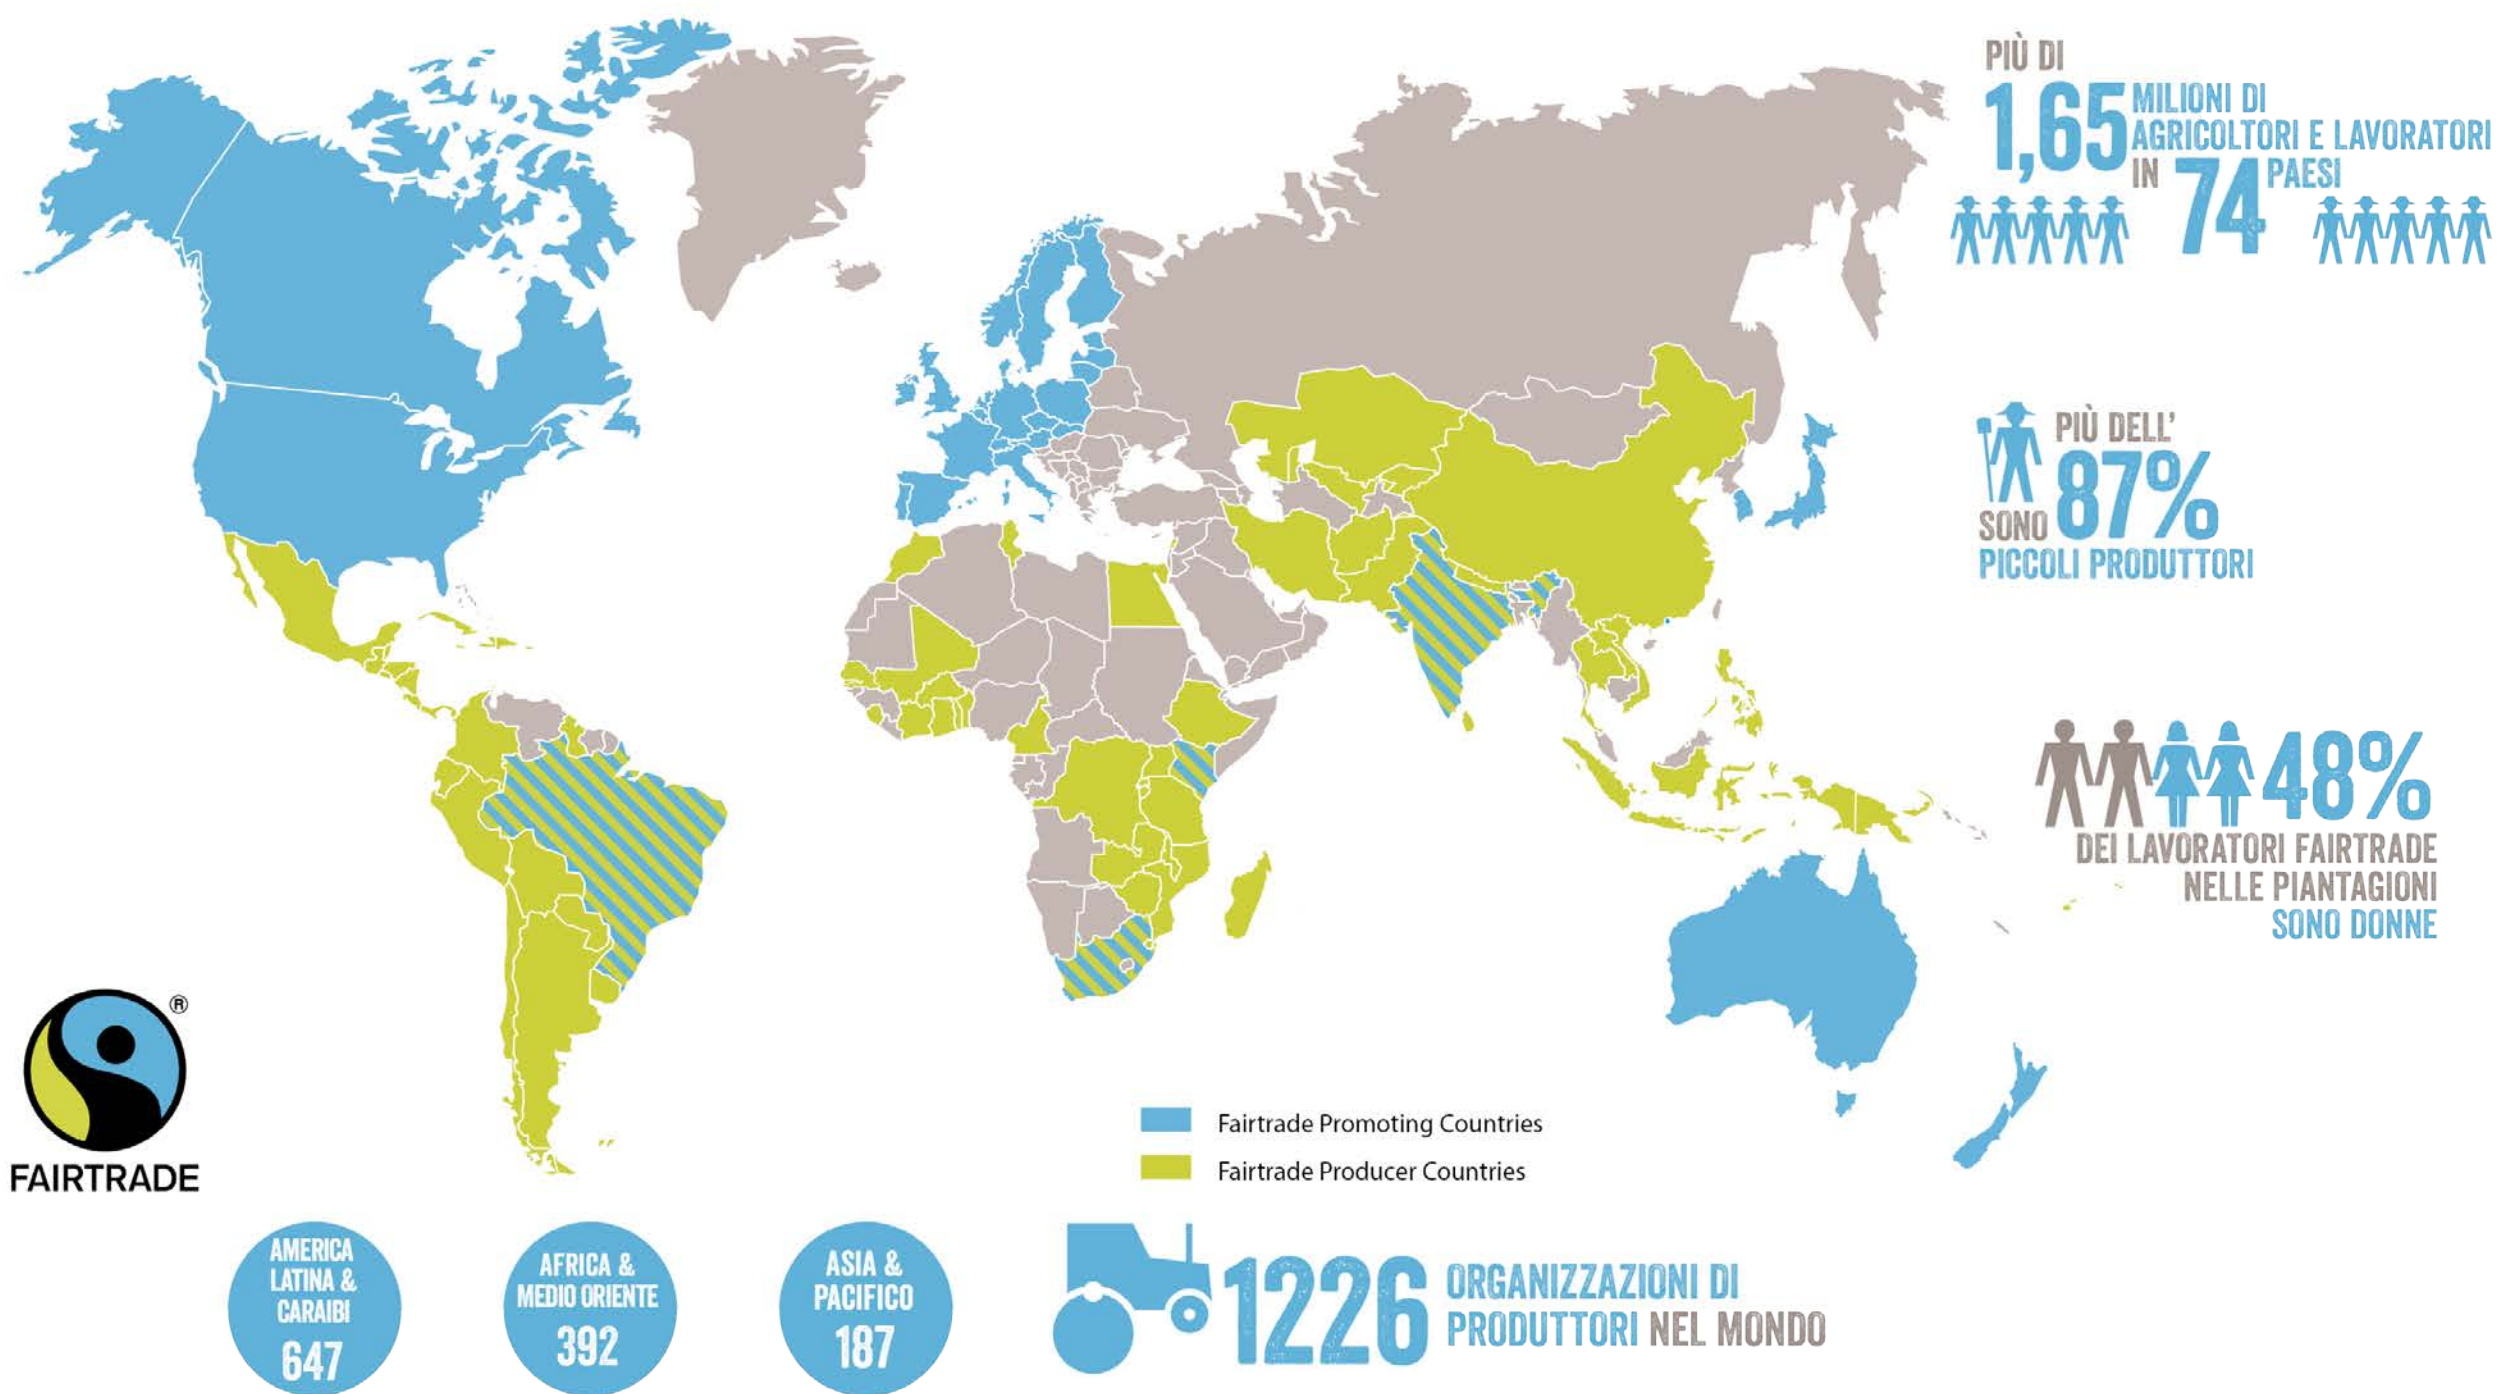 PIÙ DI
1,65 MILIONI DI
AGRICOLTORI E LAVORATORI
IN 74 PAESI
PIÙ DELL'
SONO 87%
PICCOLI PRODUTTORI
48%
DEI LAVORATORI FAIRTRADE
NELLE PIANTAGIONI
SONO DONNE
®
FAIRTRADE
Fairtrade Promoting Countries
Fairtrade Producer Countries
AMERICA
LATINA &
CARAIBI
647
AFRICA &
MEDIO ORIENTE
392
ASIA &
PACIFICO
187
1226 ORGANIZZAZIONI DI
PRODUTTORI NEL MONDO